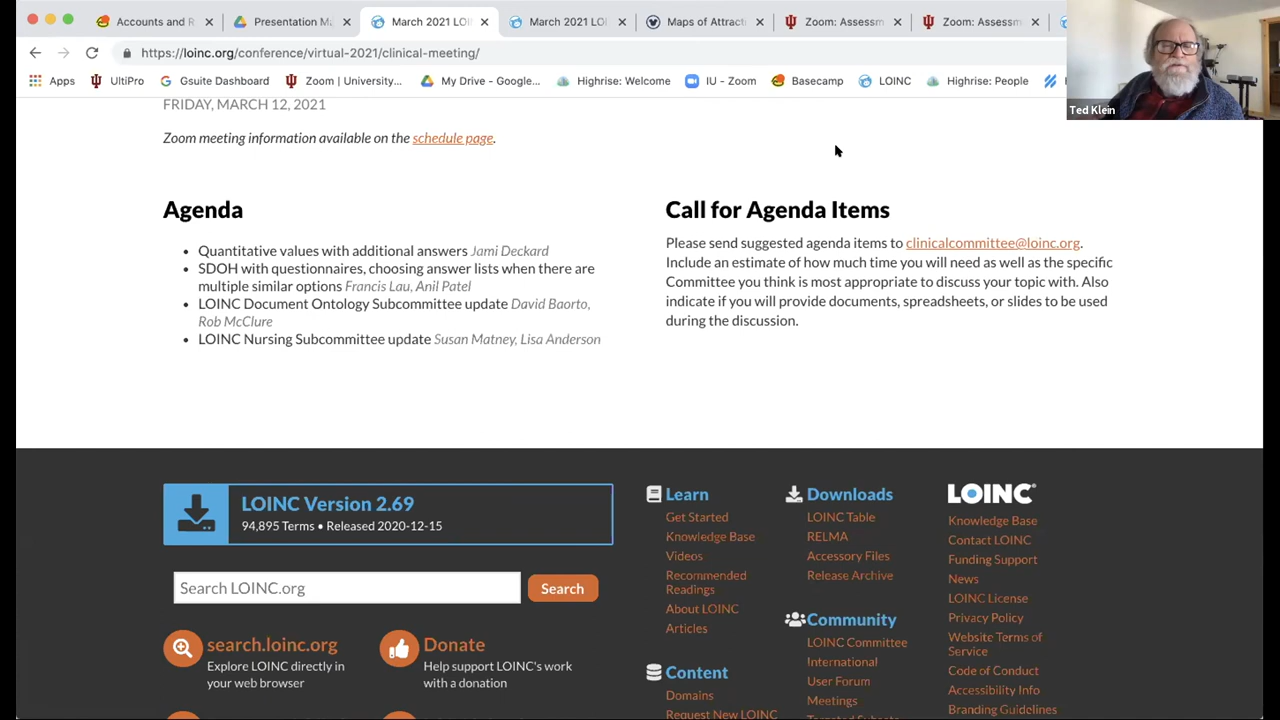 Accounts and R
Presentation Mu
March 2021 LOI
March 2021 LOI
Maps of Attract
Zoom: Assessm
Zoom: Assessm
https://loinc.org/conference/virtual-2021/clinical-meeting/
Apps
UltiPro
Gsuite Dashboard
Zoom | University...
My Drive - Google...
Highrise: Welcome
IU - Zoom
Basecamp
LOINC
Highrise: People
Ted Klein
FRIDAY, MARCH 12, 2021
Zoom meeting information available on the schedule page.
Agenda
• Quantitative values with additional answers Jami Deckard
• SDOH with questionnaires, choosing answer lists when there are
multiple similar options Francis Lau, Anil Patel
• LOINC Document Ontology Subcommittee update David Baorto,
Rob McClure
• LOINC Nursing Subcommittee update Susan Matney, Lisa Anderson
Call for Agenda Items
Please send suggested agenda items to clinicalcommittee@loinc.org.
Include an estimate of how much time you will need as well as the specific
Committee you think is most appropriate to discuss your topic with. Also
indicate if you will provide documents, spreadsheets, or slides to be used
during the discussion.
LOINC Version 2.69
94,895 Terms • Released 2020-12-15
Search LOINC.org
Search
search.loinc.org
Explore LOINC directly in
your web browser
Donate
Help support LOINC's work
with a donation
Learn
Get Started
Knowledge Base
Videos
Recommended
Readings
About LOINC
Articles
Content
Domains
Request New LOINC
Downloads
LOINC Table
RELMA
Accessory Files
Release Archive
Community
LOINC Committee
International
User Forum
Meetings
Targeted Subsets
LOINC
Knowledge Base
Contact LOINC
Funding Support
News
LOINC License
Privacy Policy
Website Terms of
Service
Code of Conduct
Accessibility Info
Branding Guidelines